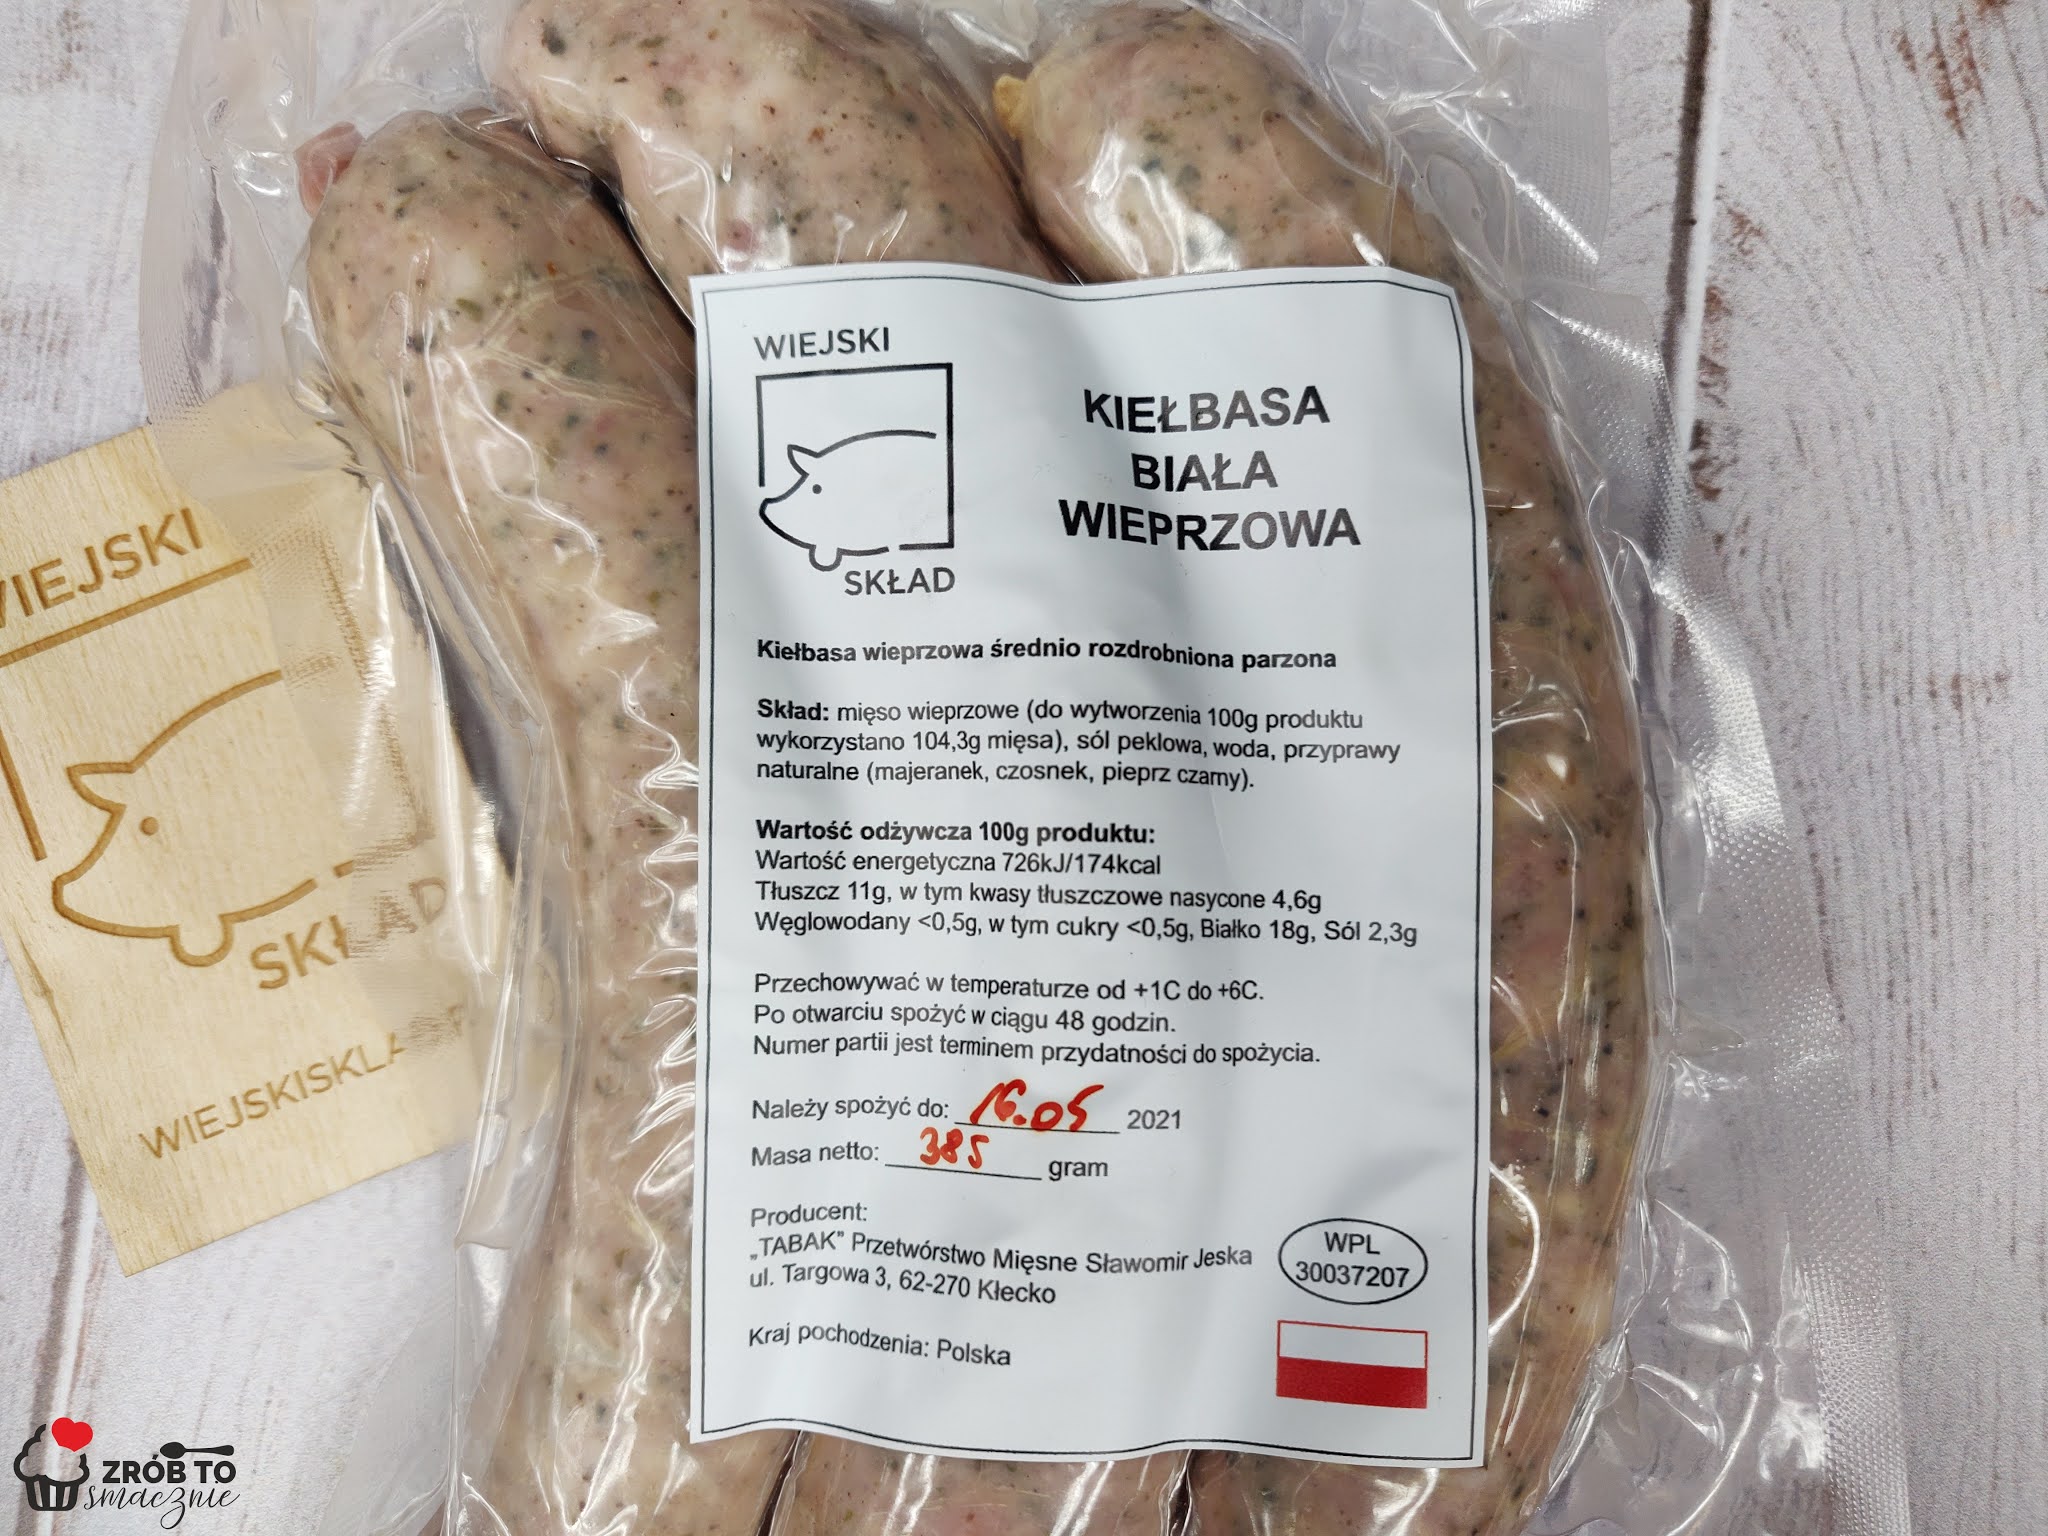 WIEJSKI
SKŁAD
KIEŁBASA
BIAŁA
WIEPRZOWA
Kiełbasa wieprzowa średnio rozdrobniona parzona
Skład: mięso wieprzowe (do wytworzenia 100g produktu
wykorzystano 104,3g mięsa), sól peklowa, woda, przyprawy
naturalne (majeranek, czosnek, pieprz czarny).
Wartość odżywcza 100g produktu:
Wartość energetyczna 726kJ/174kcal
Tłuszcz 11g, w tym kwasy tłuszczowe nasycone 4,6g
Węglowodany <0,5g, w tym cukry <0,5g, Białko 18g, Sól 2,3g
Przechowywać w temperaturze od +1C do +6C.
Po otwarciu spożyć w ciągu 48 godzin.
Numer partii jest terminem przydatności do spożycia.
Należy spożyć do: 16.05 2021
Masa netto: 385 gram
Producent:
„TABAK” Przetwórstwo Mięsne Sławomir Jeska
ul. Targowa 3, 62-270 Kłecko
WPL
30037207
Kraj pochodzenia: Polska
WIEJSKI
SKŁAD
WIEJSKISKLA
ZRÓB TO
smacznie